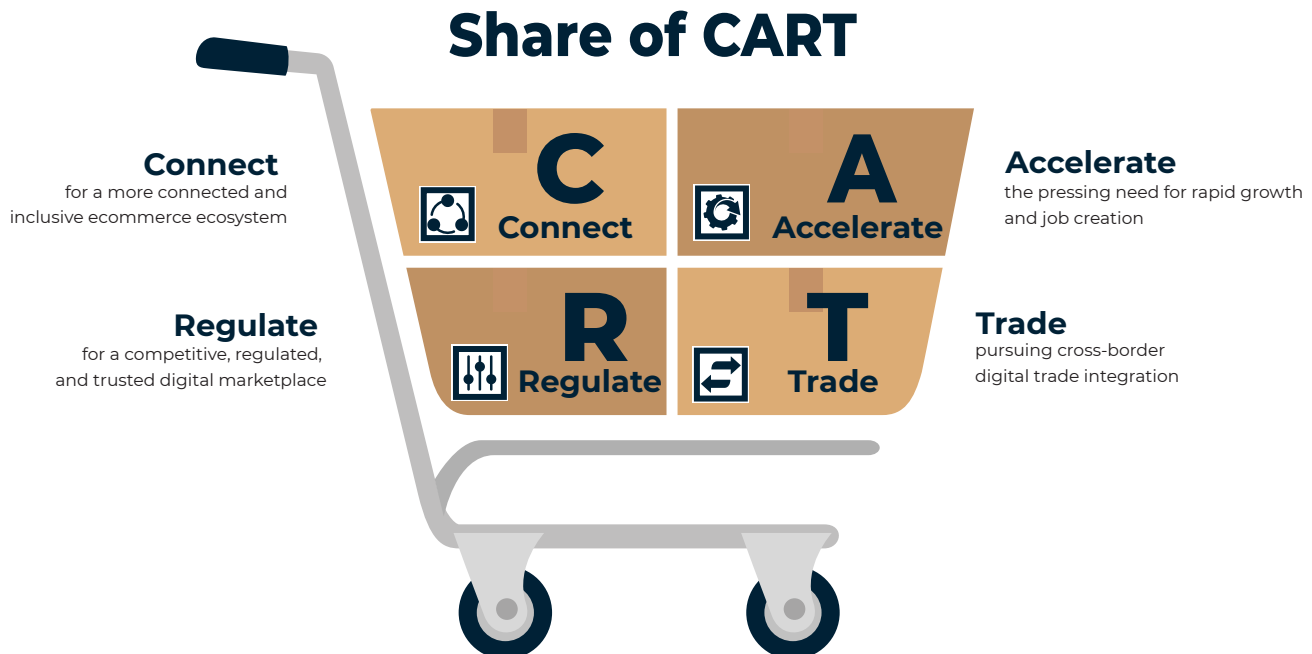 Share of CART
Connect
for a more connected and
inclusive ecommerce ecosystem
C
Connect
A
Accelerate
Accelerate
the pressing need for rapid growth
and job creation
Regulate
for a competitive, regulated,
and trusted digital marketplace
R
Regulate
T
Trade
Trade
pursuing cross-border
digital trade integration